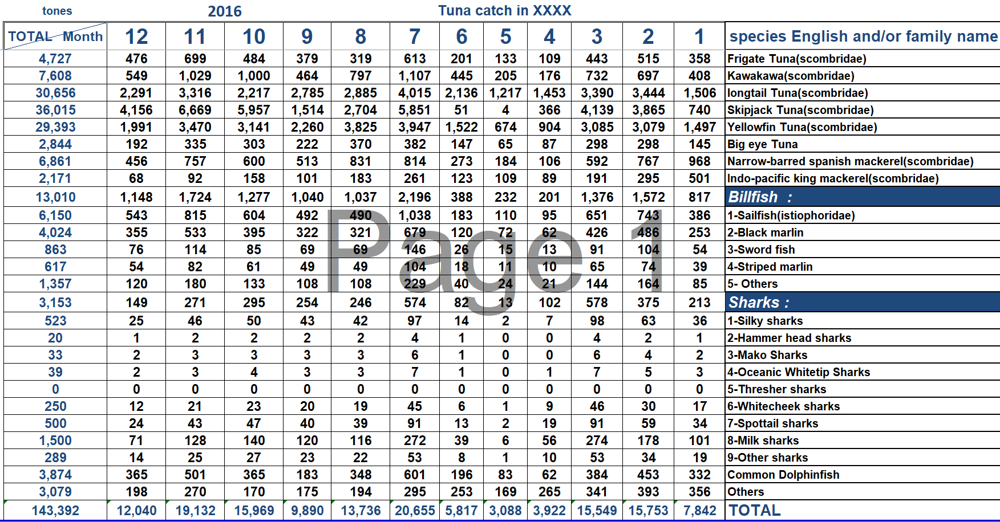 tones 2016 Tuna catch in XXXX
TOTAL Month 12 11 10 9 8 7 6 5 4 3 2 1 species English and/or family name
4,727 476 699 484 379 319 613 201 133 109 443 515 358 Frigate Tuna(scombridae)
7,608 549 1,029 1,000 464 797 1,107 445 205 176 732 697 408 Kawakawa(scombridae)
30,656 2,291 3,316 2,217 2,785 2,885 4,015 2,136 1,217 1,453 3,390 3,444 1,506 longtail Tuna(scombridae)
36,015 4,156 6,669 5,957 1,514 2,704 5,851 51 4 366 4,139 3,865 740 Skipjack Tuna(scombridae)
29,393 1,991 3,470 3,141 2,260 3,825 3,947 1,522 674 904 3,085 3,079 1,497 Yellowfin Tuna(scombridae)
2,844 192 335 303 222 370 382 147 65 87 298 298 145 Big eye Tuna
6,861 456 757 600 513 831 814 273 184 106 592 767 968 Narrow-barred spanish mackerel(scombridae)
2,171 68 92 158 101 183 261 123 109 89 191 295 501 Indo-pacific king mackerel(scombridae)
13,010 1,148 1,724 1,277 1,040 1,037 2,196 388 232 201 1,376 1,572 817 Billfish :
6,150 543 815 604 492 490 1,038 183 110 95 651 743 386 1-Sailfish(istiophoridae)
4,024 355 533 395 322 321 679 120 72 62 426 486 253 2-Black marlin
863 76 114 85 69 69 146 26 15 13 91 104 54 3-Sword fish
617 54 82 61 49 49 104 18 11 10 65 74 39 4-Striped marlin
1,357 120 180 133 108 108 229 40 24 21 144 164 85 5- Others
3,153 149 271 295 254 246 574 82 13 102 578 375 213 Sharks :
523 25 46 50 43 42 97 14 2 7 98 63 36 1-Silky sharks
20 1 2 2 2 2 4 1 0 0 4 2 1 2-Hammer head sharks
33 2 3 3 3 3 6 1 0 0 6 4 2 3-Mako Sharks
39 2 3 4 3 3 7 1 0 1 7 5 3 4-Oceanic Whitetip Sharks
0 0 0 0 0 0 0 0 0 0 0 0 0 5-Thresher sharks
250 12 21 23 20 19 45 6 1 9 46 30 17 6-Whitecheek sharks
500 24 43 47 40 39 91 13 2 19 91 59 34 7-Spottail sharks
1,500 71 128 140 120 116 272 39 6 56 274 178 101 8-Milk sharks
289 14 25 27 23 22 53 8 1 10 53 34 19 9-Other sharks
3,874 365 501 365 183 348 601 196 83 62 384 453 332 Common Dolphinfish
3,079 198 270 170 175 194 295 253 169 265 341 393 356 Others
143,392 12,040 19,132 15,969 9,890 13,736 20,655 5,817 3,088 3,922 15,549 15,753 7,842 TOTAL
Page 1